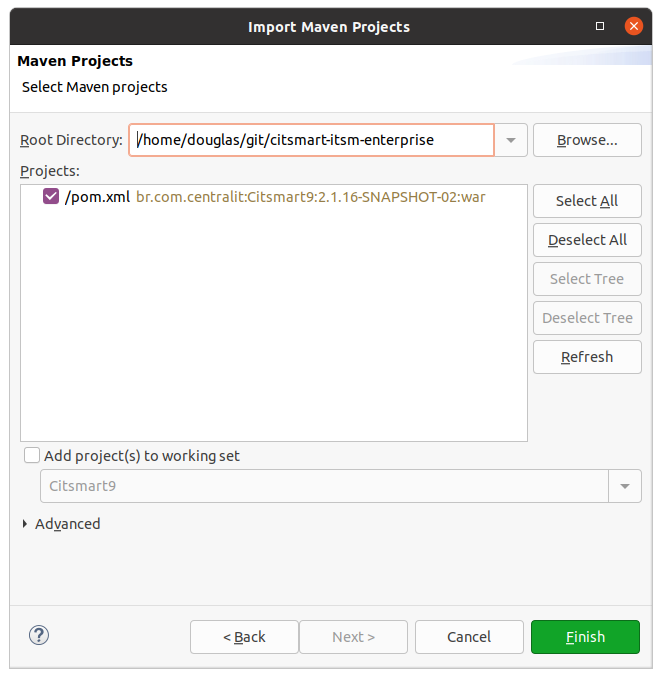 Import Maven Projects
Maven Projects
Select Maven projects
Root Directory: /home/douglas/git/citsmart-itsm-enterprise Browse...
Projects:
/pom.xml br.com.centralit:Citsmart9:2.1.16-SNAPSHOT-02:war
Select All
Deselect All
Select Tree
Deselect Tree
Refresh
Add project(s) to working set
Citsmart9
Advanced
? < Back Next > Cancel Finish